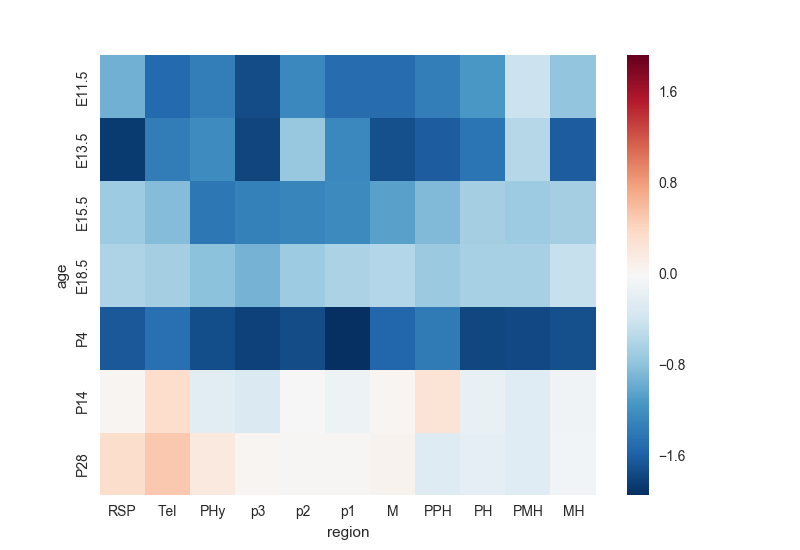 age
E11.5
E13.5
E15.5
E18.5
P4
P14
P28
RSP Tel PHy p3 p2 p1 M PPH PH PMH MH
region
1.6
0.8
0.0
−0.8
−1.6